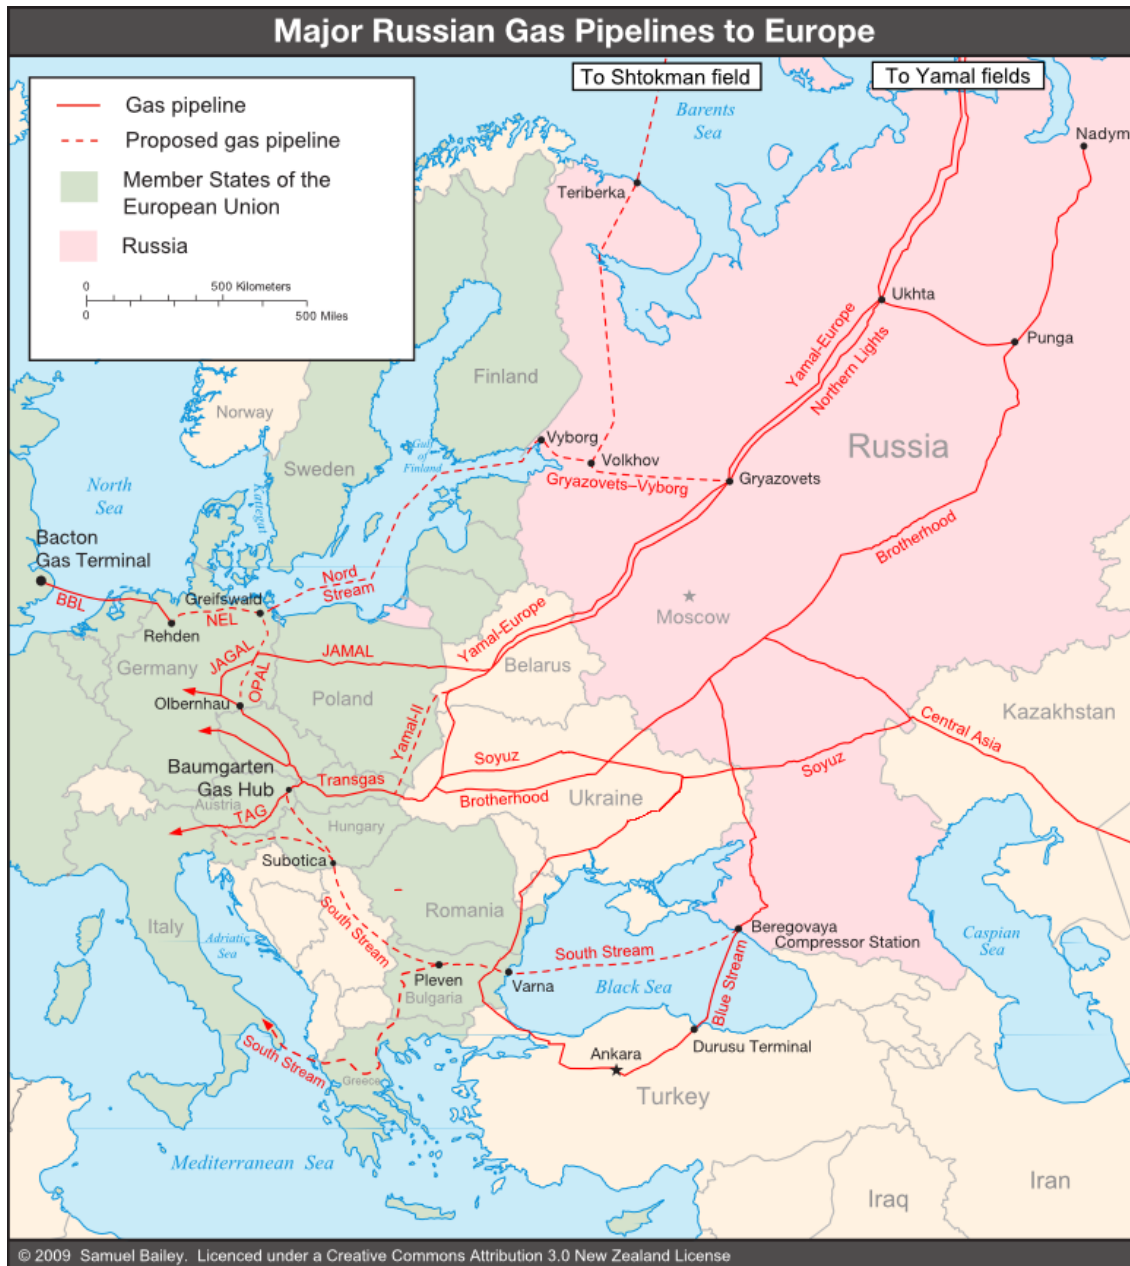 Major Russian Gas Pipelines to Europe
To Shtokman field
To Yamal fields
Gas pipeline
Proposed gas pipeline
Member States of the
European Union
Russia
0
500 Kilometers
0
500 Miles
Barents
Sea
Nadym
Teriberka
Ukhta
Punga
Yamal-Europe
Northern Lights
Finland
Norway
Sweden
Gulf
of
Finland
Vyborg
Volkhov
Gryazovets–Vyborg
Gryazovets
Russia
North
Sea
Kattegat
Bacton
Gas Terminal
BBL
Nord
Stream
Greifswald
NEL
Rehden
Brotherhood
Moscow
Yamal-Europe
Belarus
JAGAL
JAMAL
OPAL
Germany
Poland
Olbernhau
Yamal-II
Kazakhstan
Central Asia
Soyuz
Soyuz
Baumgarten
Gas Hub
Transgas
Brotherhood
Ukraine
Austria
TAG
Hungary
Subotica
Italy
Adriatic
Sea
South Stream
Romania
Beregovaya
Compressor Station
Caspian
Sea
South Stream
Pleven
Varna
Bulgaria
Black Sea
Blue Stream
South Stream
Greece
Ankara
Durusu Terminal
Turkey
Mediterranean Sea
Iraq
Iran
© 2009 Samuel Bailey. Licenced under a Creative Commons Attribution 3.0 New Zealand License